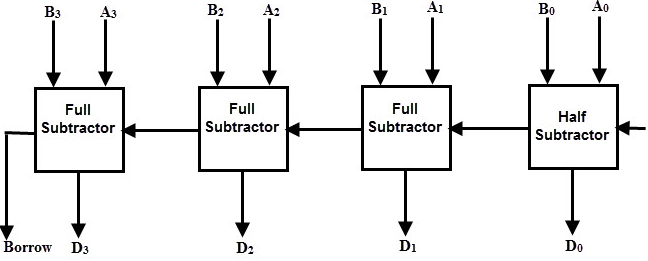 B3 A3 B2 A2 B1 A1 B0 A0
Full Subtractor
Full Subtractor
Full Subtractor
Half Subtractor
Borrow D3 D2 D1 D0